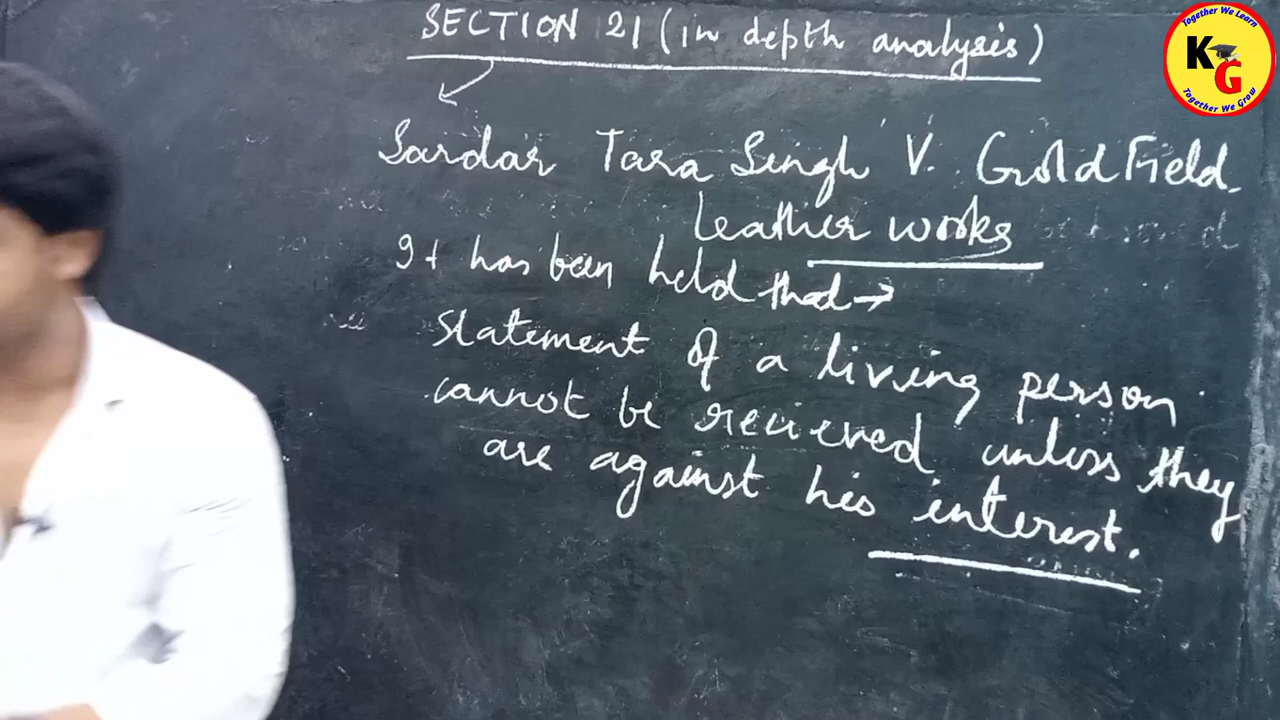 SECTION 21 (in depth analysis)
Sardar Tara Singh V. Gold Field
Leather works
It has been held that →
statement of a living person
cannot be recieved unless they
are against his interest.
Together We Learn
KG
Together We Grow